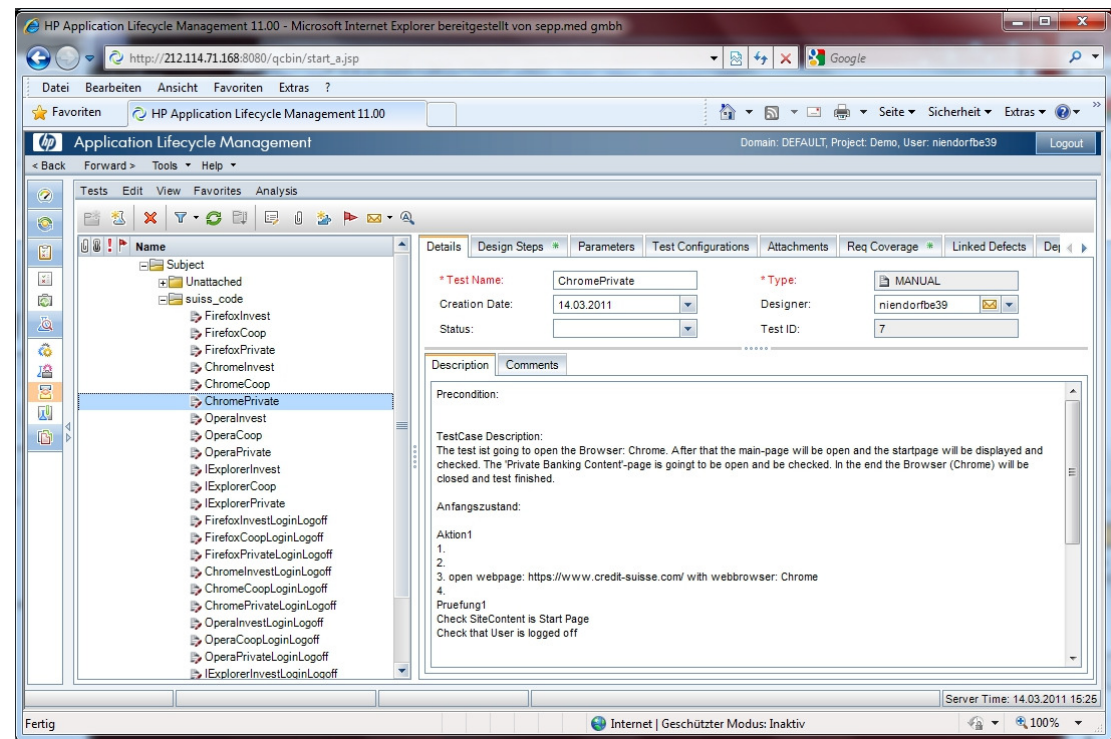 HP Application Lifecycle Management 11.00 - Microsoft Internet Explorer bereitgestellt von sepp.med gmbh
http://212.114.71.168:8080/qcbin/start_a.jsp
Google
Datei Bearbeiten Ansicht Favoriten Extras ?
Favoriten
HP Application Lifecycle Management 11.00
Seite
Sicherheit
Extras
hp
Application Lifecycle Management
Domain: DEFAULT, Project: Demo, User: niendorfbe39
Logout
< Back Forward > Tools Help
Tests Edit View Favorites Analysis
Name
Subject
Unattached
suiss_code
FirefoxInvest
FirefoxCoop
FirefoxPrivate
ChromeInvest
ChromeCoop
ChromePrivate
OperaInvest
OperaCoop
OperaPrivate
IExplorerInvest
IExplorerCoop
IExplorerPrivate
FirefoxInvestLoginLogoff
FirefoxCoopLoginLogoff
FirefoxPrivateLoginLogoff
ChromeInvestLoginLogoff
ChromeCoopLoginLogoff
ChromePrivateLoginLogoff
OperaInvestLoginLogoff
OperaCoopLoginLogoff
OperaPrivateLoginLogoff
IExplorerInvestLoginLogoff
Details Design Steps * Parameters Test Configurations Attachments Req Coverage * Linked Defects
* Test Name: ChromePrivate * Type: MANUAL
Creation Date: 14.03.2011 Designer: niendorfbe39
Status: Test ID: 7
Description Comments
Precondition:
TestCase Description:
The test ist going to open the Browser: Chrome. After that the main-page will be open and the startpage will be displayed and
checked. The 'Private Banking Content'-page is goingt to be open and be checked. In the end the Browser (Chrome) will be
closed and test finished.
Anfangszustand:
Aktion1
1.
2.
3. open webpage: https://www.credit-suisse.com/ with webbrowser: Chrome
4.
Pruefung1
Check SiteContent is Start Page
Check that User is logged off
Server Time: 14.03.2011 15:25
Fertig
Internet | Geschützter Modus: Inaktiv
100%